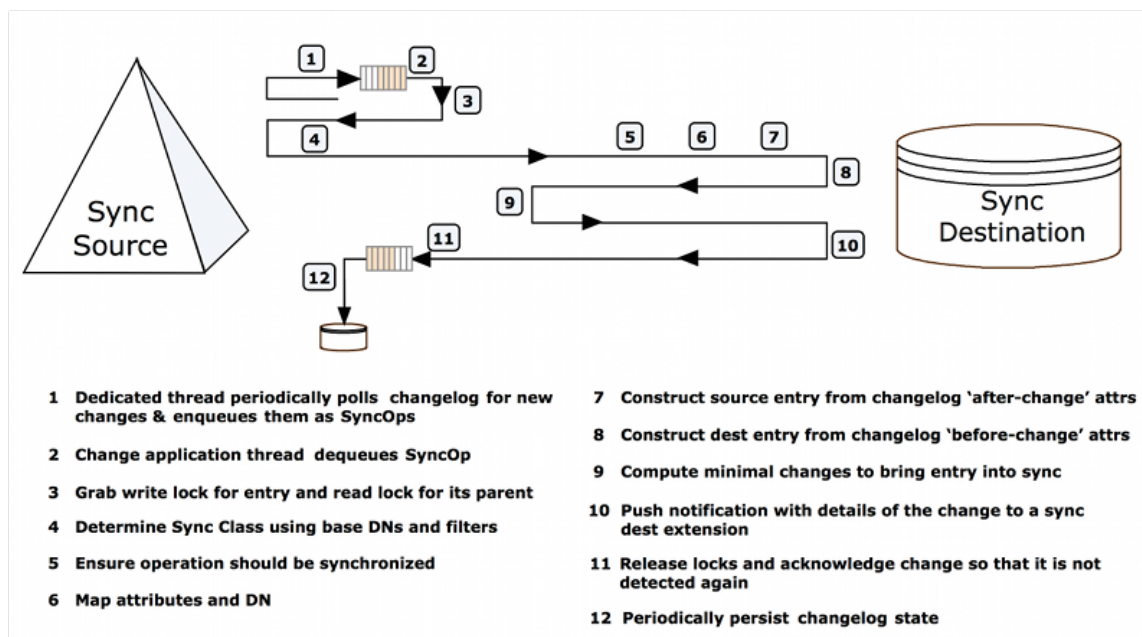 1
2
3
4
5
6
7
8
9
10
11
12
Sync
Source
Sync
Destination
1 Dedicated thread periodically polls changelog for new
changes & enqueues them as SyncOps
2 Change application thread dequeues SyncOp
3 Grab write lock for entry and read lock for its parent
4 Determine Sync Class using base DNs and filters
5 Ensure operation should be synchronized
6 Map attributes and DN
7 Construct source entry from changelog ‘after-change’ attrs
8 Construct dest entry from changelog ‘before-change’ attrs
9 Compute minimal changes to bring entry into sync
10 Push notification with details of the change to a sync
dest extension
11 Release locks and acknowledge change so that it is not
detected again
12 Periodically persist changelog state